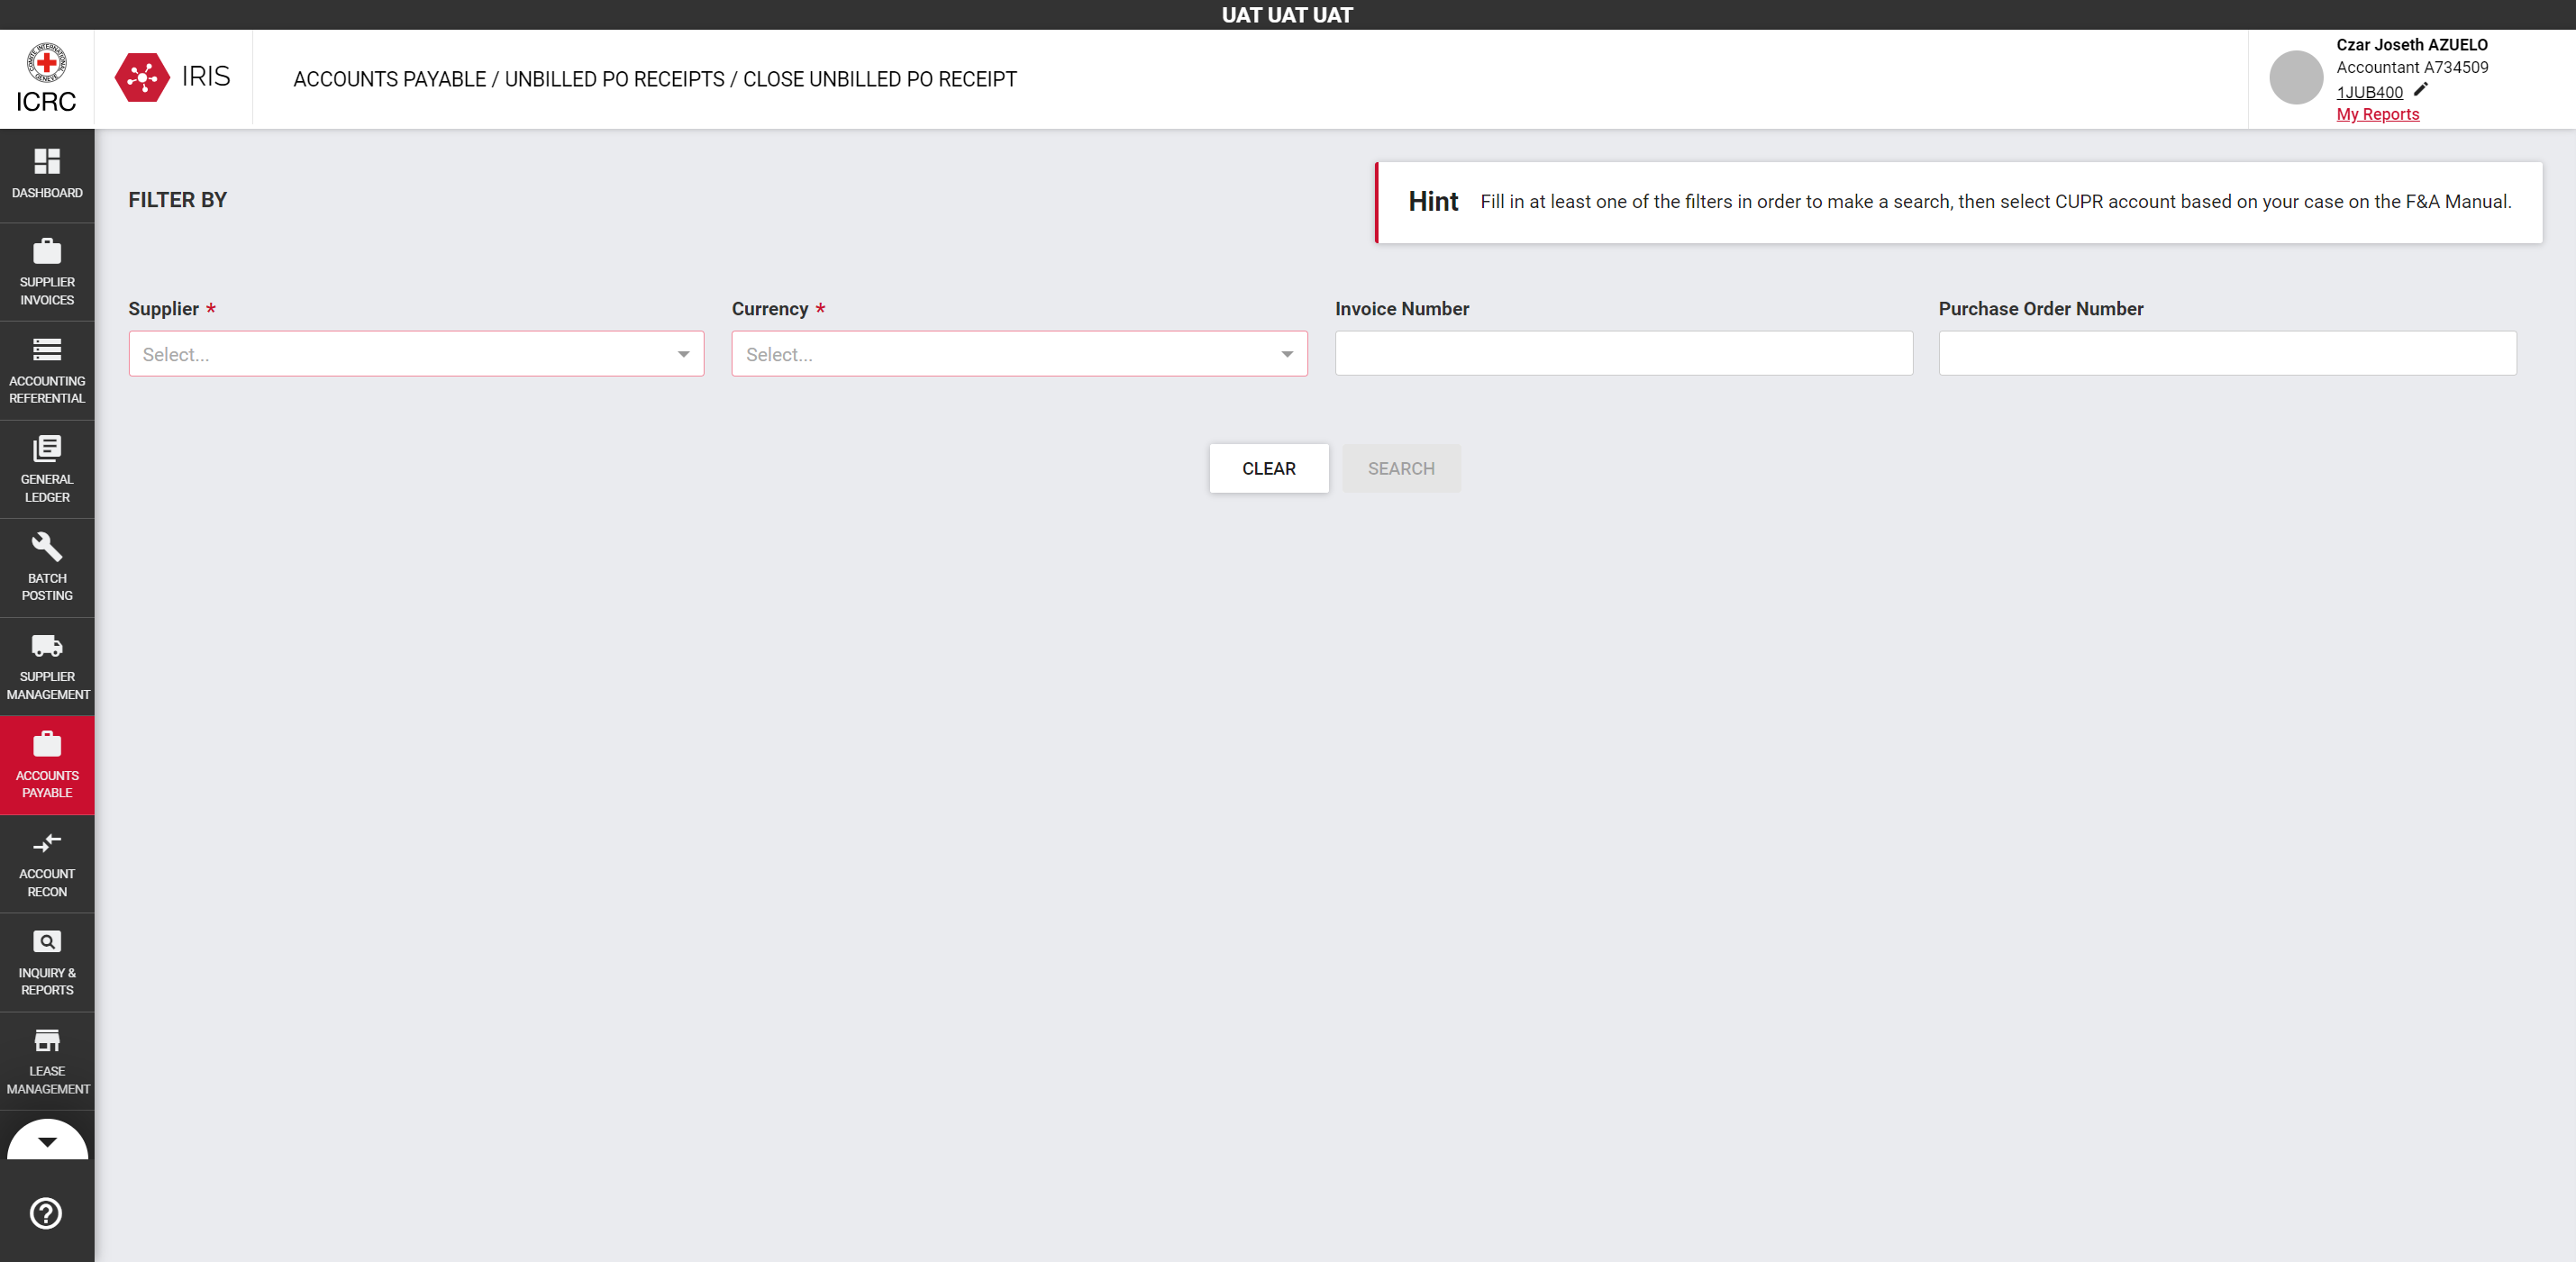 UAT UAT UAT
COMITE INTERNATIONAL GENEVE
ICRC
IRIS
ACCOUNTS PAYABLE / UNBILLED PO RECEIPTS / CLOSE UNBILLED PO RECEIPT
Czar Joseth AZUELO
Accountant A734509
1JUB400
My Reports
DASHBOARD
SUPPLIER
INVOICES
ACCOUNTING
REFERENTIAL
GENERAL
LEDGER
BATCH
POSTING
SUPPLIER
MANAGEMENT
ACCOUNTS
PAYABLE
ACCOUNT
RECON
INQUIRY &
REPORTS
LEASE
MANAGEMENT
FILTER BY
Hint Fill in at least one of the filters in order to make a search, then select CUPR account based on your case on the F&A Manual.
Supplier *
Select...
Currency *
Select...
Invoice Number
Purchase Order Number
CLEAR
SEARCH